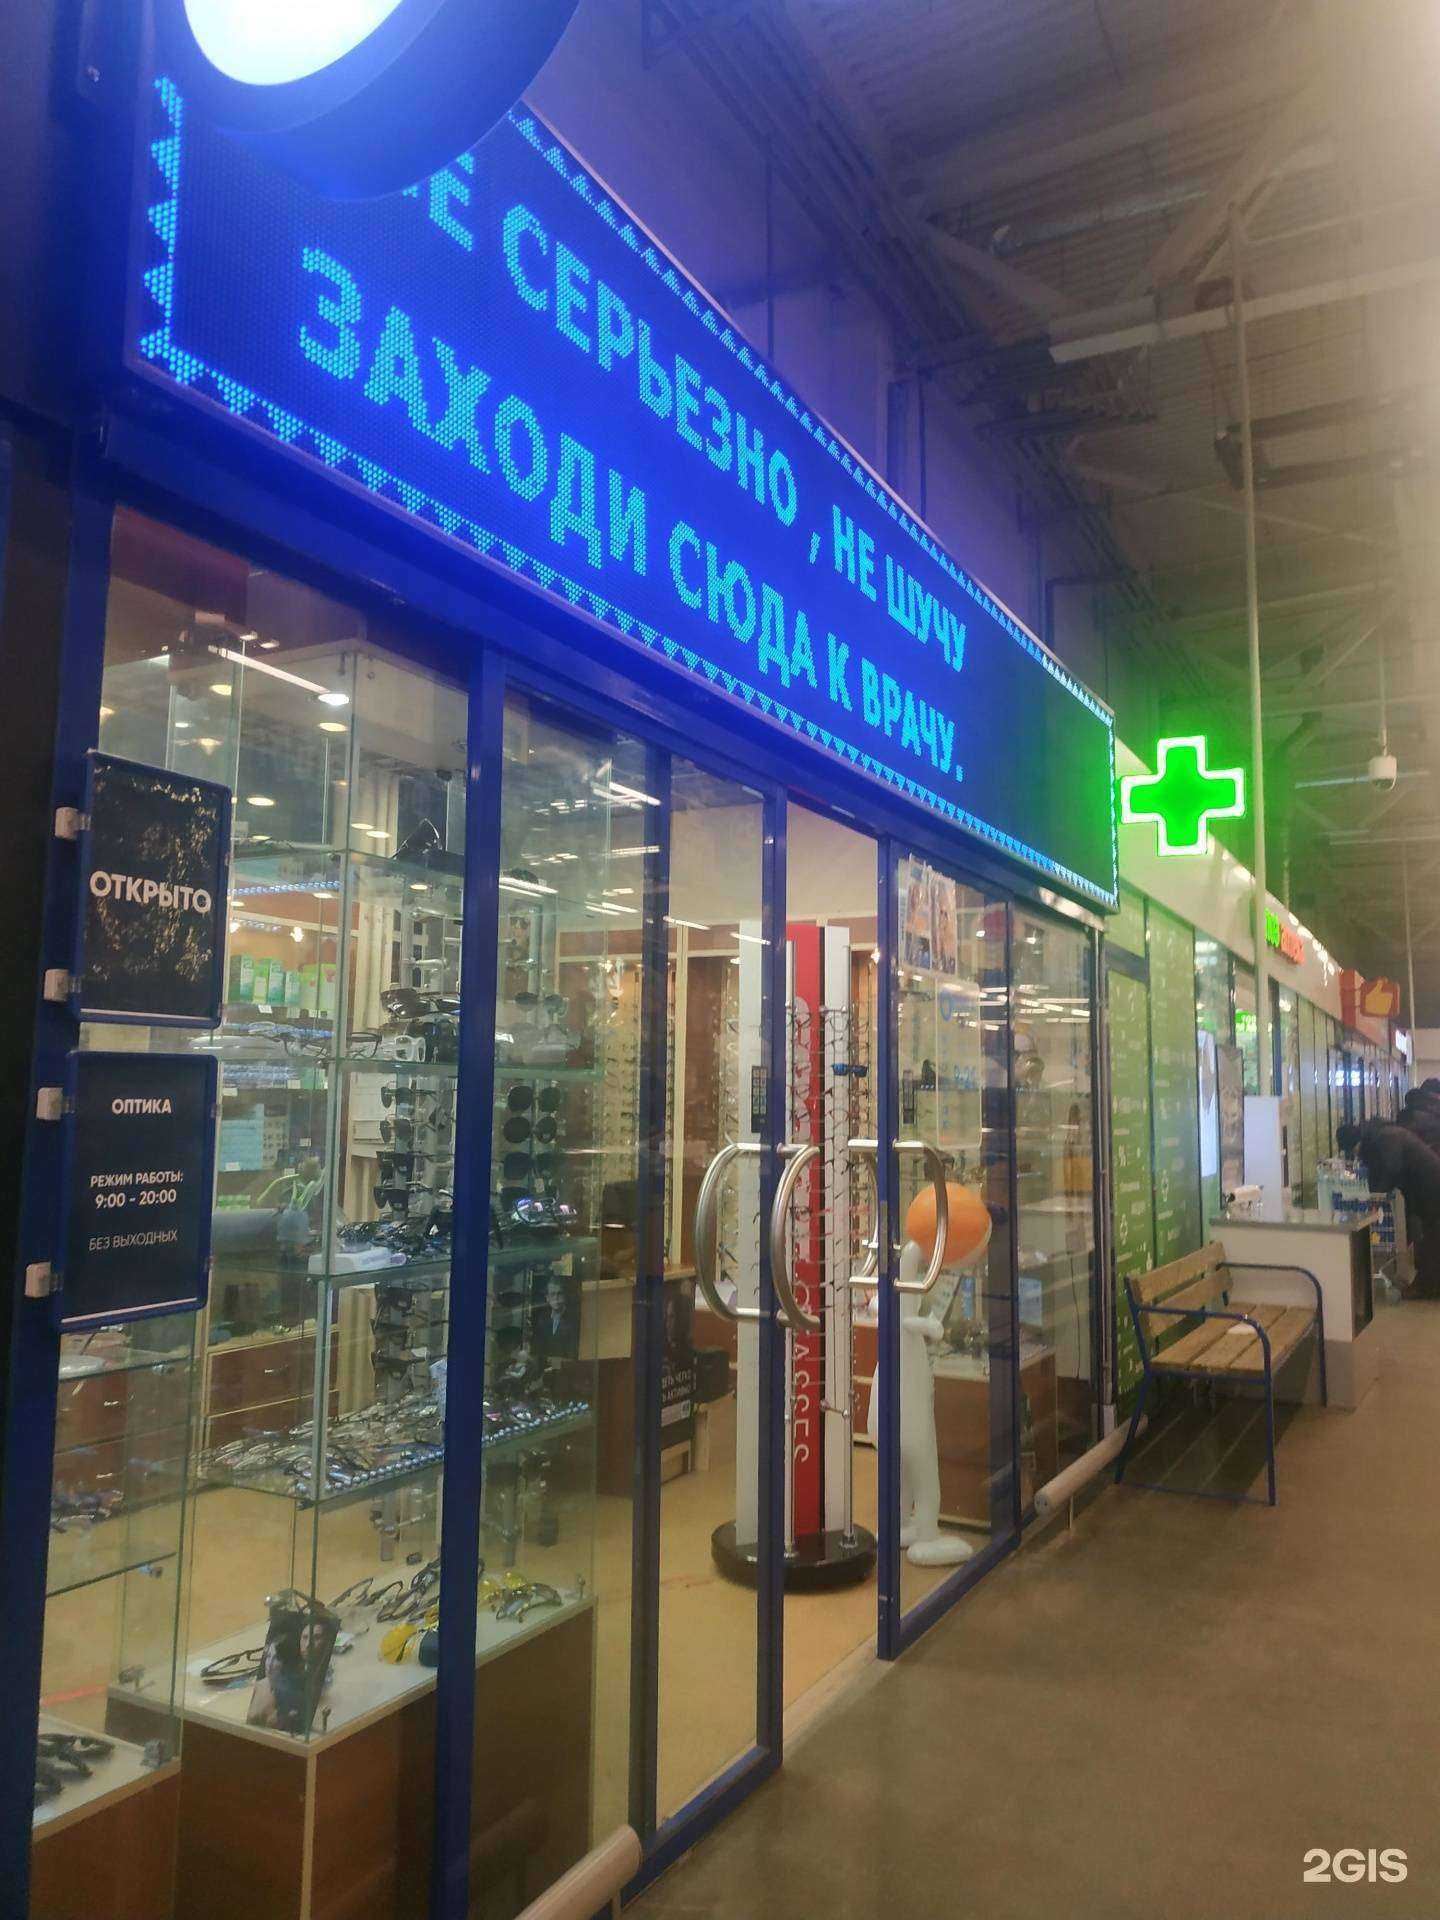 СЕРЬЕЗНО , НЕ ШУЧУ
ЗАХОДИ СЮДА К ВРАЧУ.
ОТКРЫТО
ОПТИКА
РЕЖИМ РАБОТЫ:
9:00 - 20:00
БЕЗ ВЫХОДНЫХ
2GIS